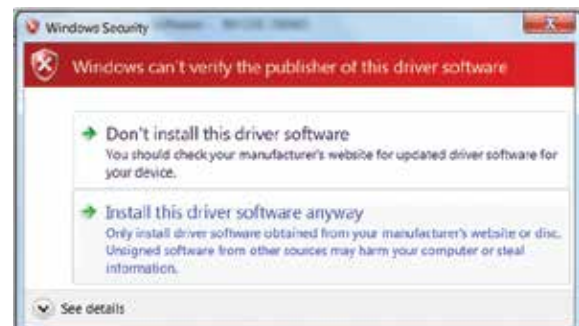 Windows Security
Windows can't verify the publisher of this driver software
Don't install this driver software
You should check your manufacturer's website for updated driver software for
your device.
Install this driver software anyway
Only install driver software obtained from your manufacturer's website or disc.
Unsigned software from other sources may harm your computer or steal
information.
See details